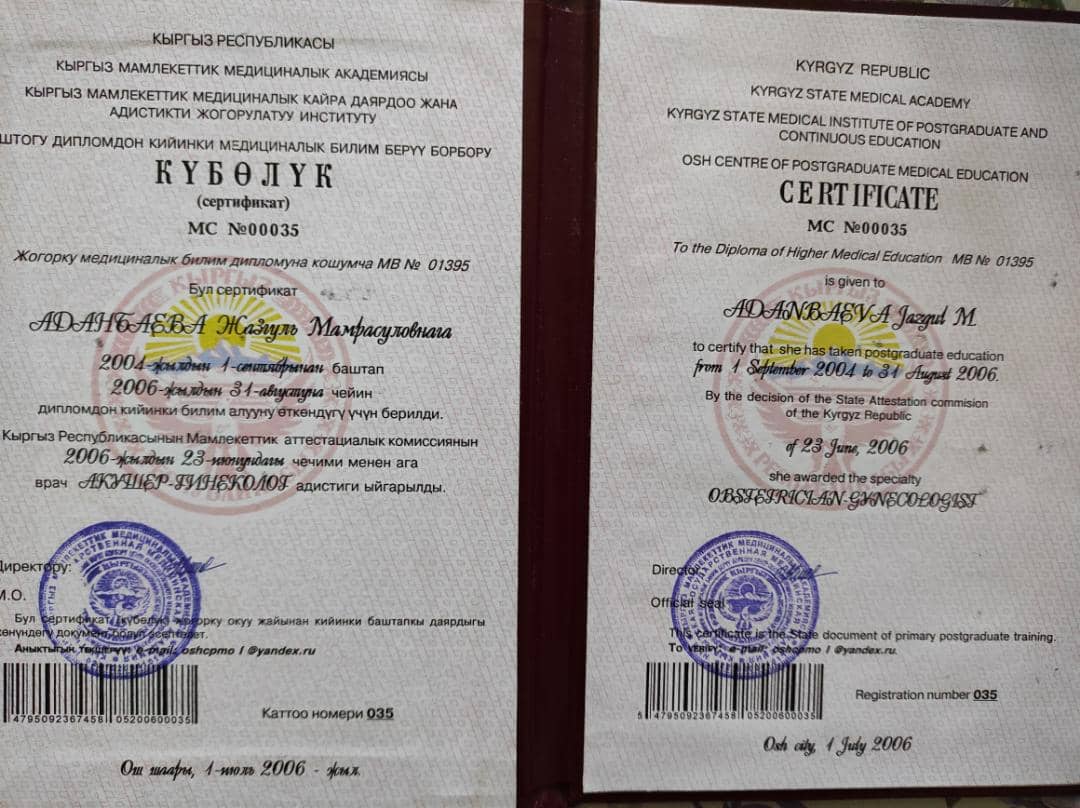 КЫРГЫЗ РЕСПУБЛИКАСЫ
КЫРГЫЗ МАМЛЕКЕТТИК МЕДИЦИНАЛЫК АКАДЕМИЯСЫ
КЫРГЫЗ МАМЛЕКЕТТИК МЕДИЦИНАЛЫК КАЙРА ДАЯРДОО ЖАНА
АДИСТИКТИ ЖОГОРУЛАТУУ ИНСТИТУТУ
ШТОГУ ДИПЛОМДОН КИЙИНКИ МЕДИЦИНАЛЫК БИЛИМ БЕРҮҮ БОРБОРУ
КҮБӨЛҮК
(сертификат)
МС №00035
Жогорку медициналык билим дипломуна кошумча МВ № 01395
Бул сертификат
АДАНБАЕВА Жазгуль Мамрасуловнага
2004-жылдын 1-сентябрынан баштап
2006-жылдын 31-августуна чейин
дипломдон кийинки билим алууну өткөндүгү үчүн берилди.
Кыргыз Республикасынын Мамлекеттик аттестациалык комиссиянын
2006-жылдын 23-июнундагы чечими менен ага
врач АКУШЕР-ГИНЕКОЛОГ адистиги ыйгарылды.
Директору:
М.О.
Бул сертификат (күбөлүк) жогорку окуу жайынан кийинки баштапкы даярдыгы
жөнүндөгү документ болуп эсептелет.
Аныктыгын текшерүү: e-mail: oshcpmo1@yandex.ru
4795092367458 05200600035
Каттоо номери 035
Ош шаары, 1-июль 2006 - жыл.
KYRGYZ REPUBLIC
KYRGYZ STATE MEDICAL ACADEMY
KYRGYZ STATE MEDICAL INSTITUTE OF POSTGRADUATE AND
CONTINUOUS EDUCATION
OSH CENTRE OF POSTGRADUATE MEDICAL EDUCATION
CERTIFICATE
МС №00035
To the Diploma of Higher Medical Education MB № 01395
is given to
ADANBAEVA Jazgul M.
to certify that she has taken postgraduate education
from 1 September 2004 to 31 August 2006.
By the decision of the State Attestation commision
of the Kyrgyz Republic
of 23 June, 2006
she awarded the specialty
OBSTETRICIAN-GYNECOLOGIST
Director
Official seal
This certificate is the State document of primary postgraduate training.
To VERIFY: e-mail: oshcpmo1@yandex.ru.
5 4795092367458 05200600035
Registration number 035
Osh city, 1 July 2006